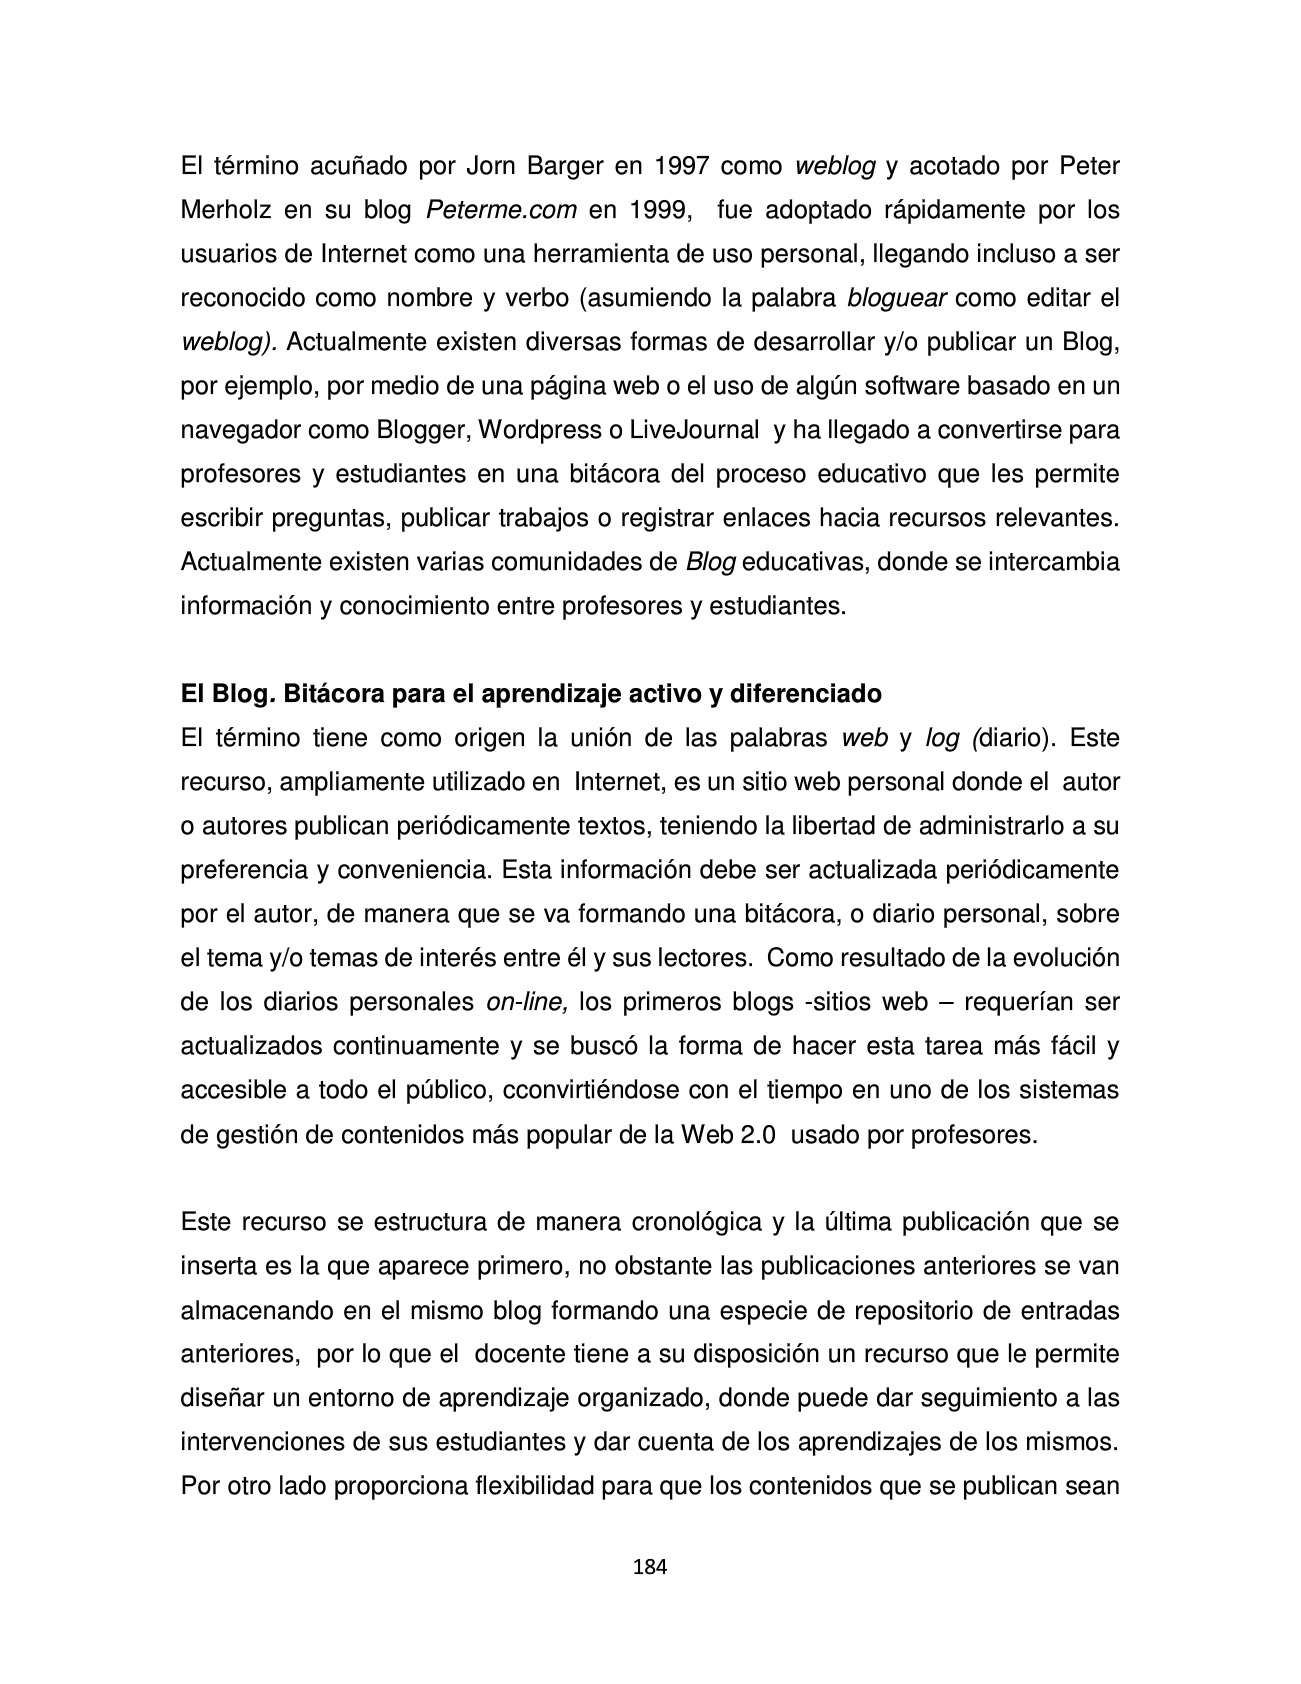 El término acuñado por Jorn Barger en 1997 como weblog y acotado por Peter
Merholz en su blog Peterme.com en 1999,  fue adoptado rápidamente por los
usuarios de Internet como una herramienta de uso personal, llegando incluso a ser
reconocido como nombre y verbo (asumiendo la palabra bloguear como editar el
weblog). Actualmente existen diversas formas de desarrollar y/o publicar un Blog,
por ejemplo, por medio de una página web o el uso de algún software basado en un
navegador como Blogger, Wordpress o LiveJournal  y ha llegado a convertirse para
profesores y estudiantes en una bitácora del proceso educativo que les permite
escribir preguntas, publicar trabajos o registrar enlaces hacia recursos relevantes.
Actualmente existen varias comunidades de Blog educativas, donde se intercambia
información y conocimiento entre profesores y estudiantes.
El Blog. Bitácora para el aprendizaje activo y diferenciado
El término tiene como origen la unión de las palabras web y log (diario). Este
recurso, ampliamente utilizado en  Internet, es un sitio web personal donde el  autor
o autores publican periódicamente textos, teniendo la libertad de administrarlo a su
preferencia y conveniencia. Esta información debe ser actualizada periódicamente
por el autor, de manera que se va formando una bitácora, o diario personal, sobre
el tema y/o temas de interés entre él y sus lectores.  Como resultado de la evolución
de los diarios personales on-line, los primeros blogs -sitios web – requerían ser
actualizados continuamente y se buscó la forma de hacer esta tarea más fácil y
accesible a todo el público, cconvirtiéndose con el tiempo en uno de los sistemas
de gestión de contenidos más popular de la Web 2.0  usado por profesores.
Este recurso se estructura de manera cronológica y la última publicación que se
inserta es la que aparece primero, no obstante las publicaciones anteriores se van
almacenando en el mismo blog formando una especie de repositorio de entradas
anteriores,  por lo que el  docente tiene a su disposición un recurso que le permite
diseñar un entorno de aprendizaje organizado, donde puede dar seguimiento a las
intervenciones de sus estudiantes y dar cuenta de los aprendizajes de los mismos.
Por otro lado proporciona flexibilidad para que los contenidos que se publican sean
184